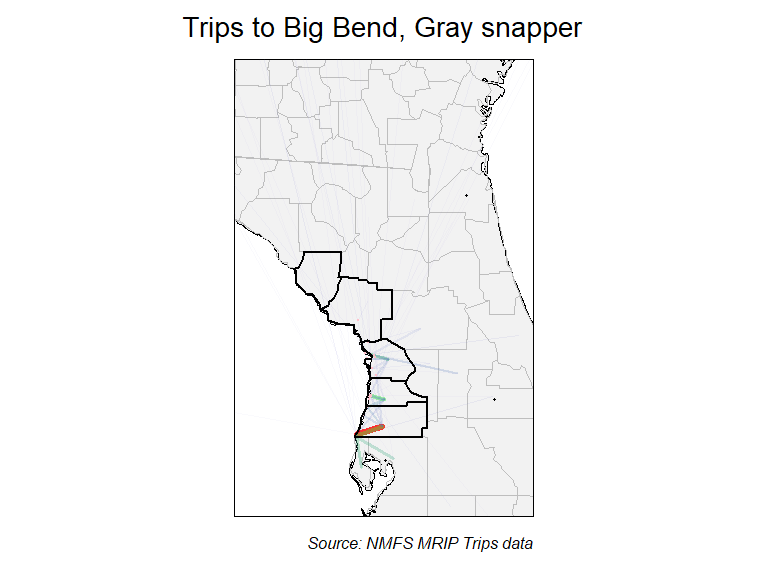 Trips to Big Bend, Gray snapper
Source: NMFS MRIP Trips data